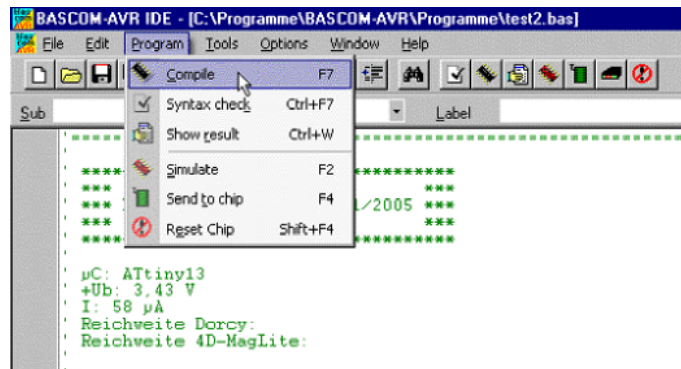 BASCOM-AVR IDE - [C:\Programme\BASCOM-AVR\Programme\test2.bas]
File Edit Program Tools Options Window Help
Compile F7
Sub Label
Syntax check Ctrl+F7
Show result Ctrl+W
Simulate F2
Send to chip F4
Reset Chip Shift+F4
'=====================================================
' **********************************
' *** ***
' *** 1/2005 ***
' *** ***
' **********************************
'
' µC: ATtiny13
' +Ub: 3,43 V
' I: 58 µA
' Reichweite Dorcy:
' Reichweite 4D-MagLite:
'